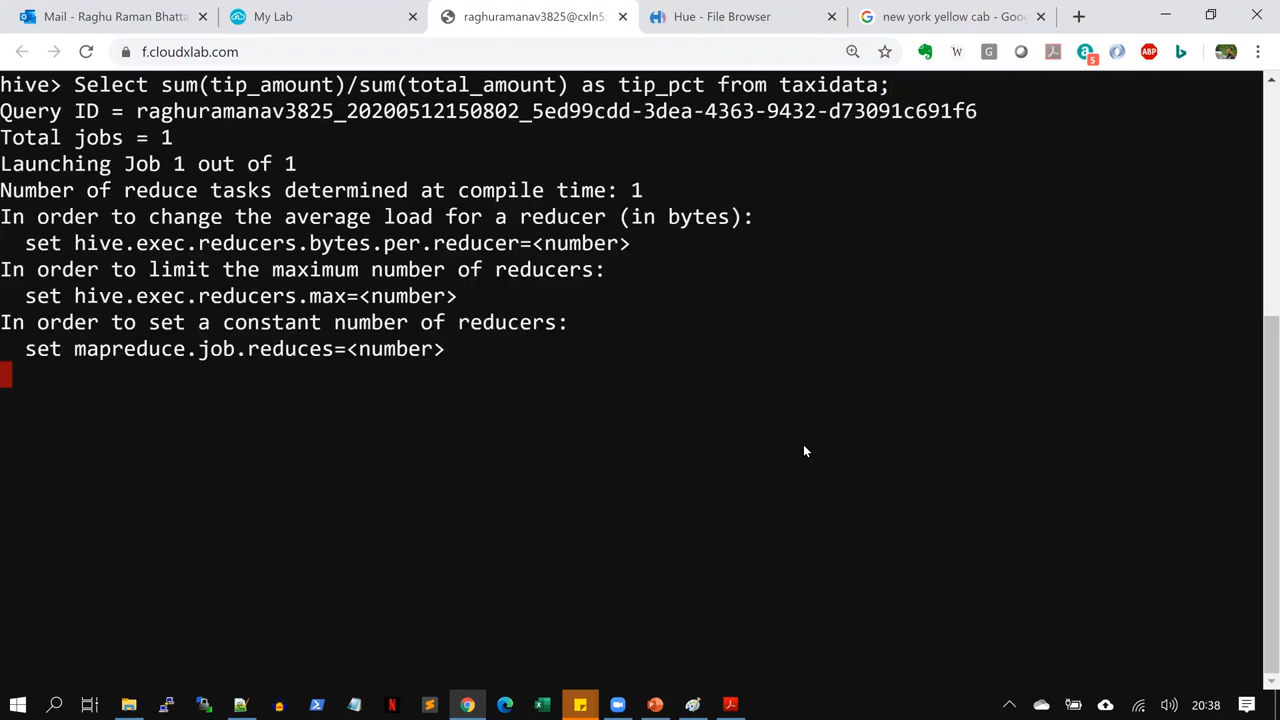 Mail - Raghu Raman Bhatta
My Lab
raghuramanav3825@cxln5
Hue - File Browser
new york yellow cab - Goo
f.cloudxlab.com
hive> Select sum(tip_amount)/sum(total_amount) as tip_pct from taxidata;
Query ID = raghuramanav3825_20200512150802_5ed99cdd-3dea-4363-9432-d73091c691f6
Total jobs = 1
Launching Job 1 out of 1
Number of reduce tasks determined at compile time: 1
In order to change the average load for a reducer (in bytes):
set hive.exec.reducers.bytes.per.reducer=<number>
In order to limit the maximum number of reducers:
set hive.exec.reducers.max=<number>
In order to set a constant number of reducers:
set mapreduce.job.reduces=<number>
20:38